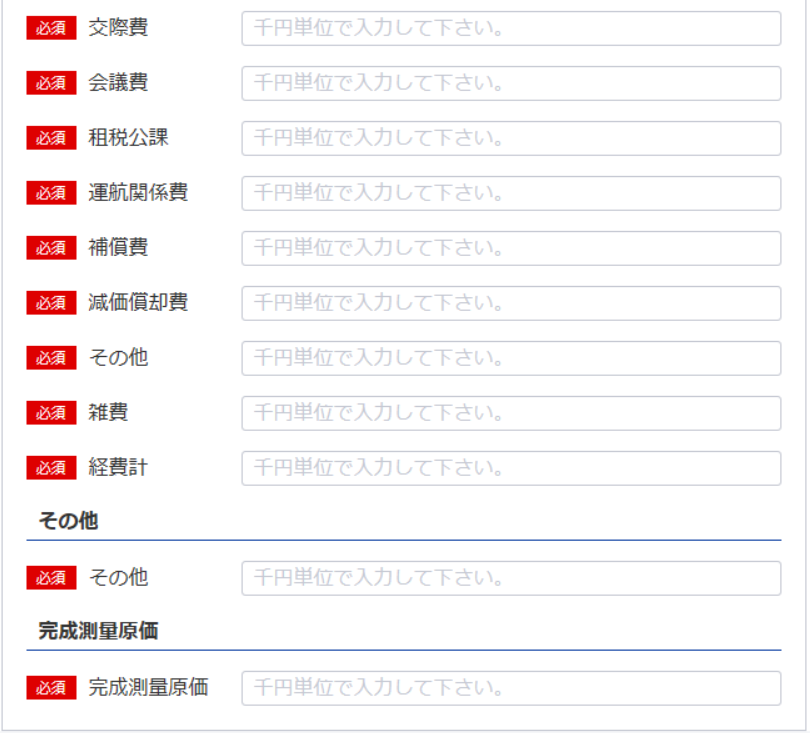 必須 交際費 千円単位で入力して下さい。
必須 会議費 千円単位で入力して下さい。
必須 租税公課 千円単位で入力して下さい。
必須 運航関係費 千円単位で入力して下さい。
必須 補償費 千円単位で入力して下さい。
必須 減価償却費 千円単位で入力して下さい。
必須 その他 千円単位で入力して下さい。
必須 雑費 千円単位で入力して下さい。
必須 経費計 千円単位で入力して下さい。
その他
必須 その他 千円単位で入力して下さい。
完成測量原価
必須 完成測量原価 千円単位で入力して下さい。